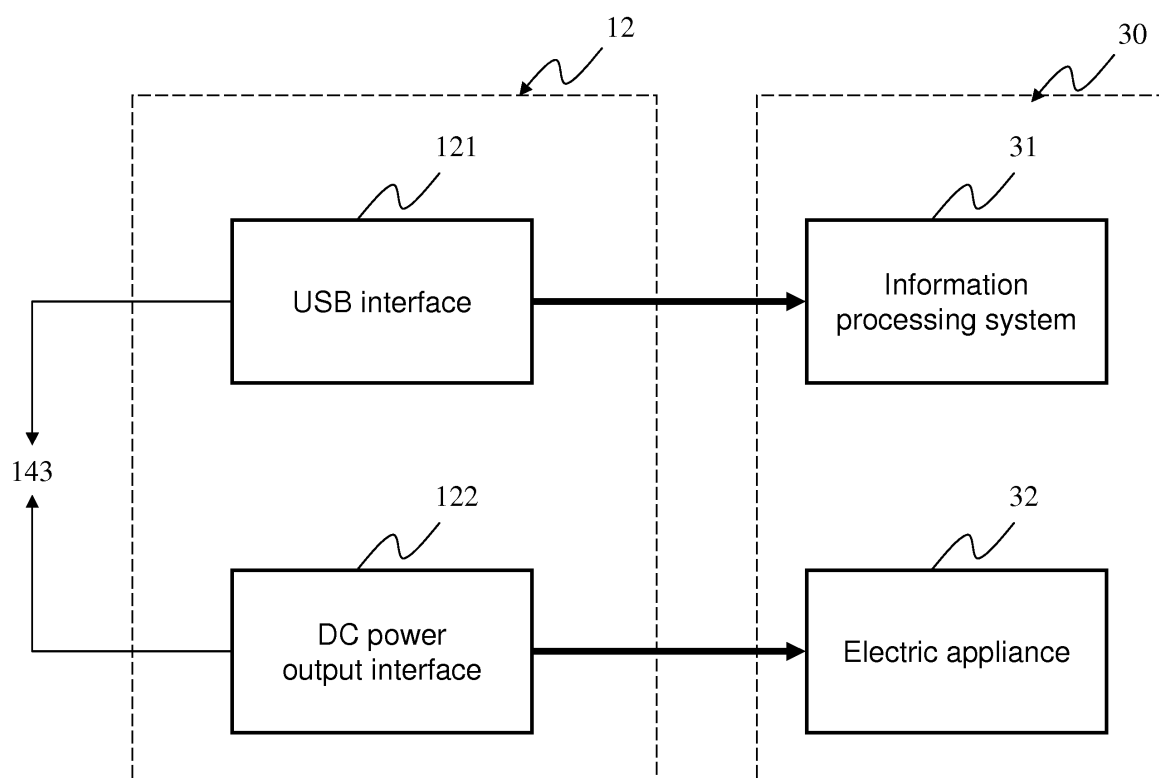 12
30
121
31
USB interface
Information
processing system
143
122
32
DC power
output interface
Electric appliance